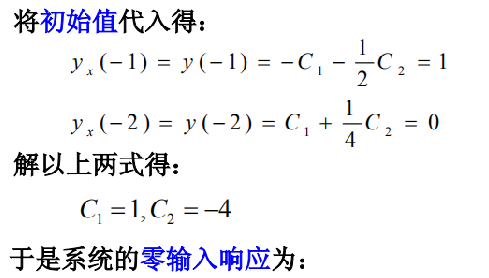 将初始值代入得：
y_x(-1) = y(-1) = -C_1 - \frac{1}{2}C_2 = 1
y_x(-2) = y(-2) = C_1 + \frac{1}{4}C_2 = 0
解以上两式得：
C_1 = 1, C_2 = -4
于是系统的零输入响应为：